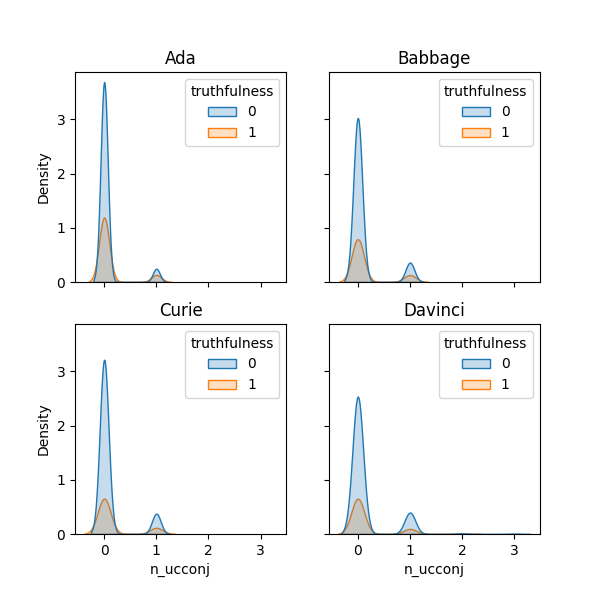 Ada
Babbage
truthfulness
0
1
truthfulness
0
1
Density
3
2
1
0
Curie
Davinci
truthfulness
0
1
truthfulness
0
1
Density
3
2
1
0
0 1 2 3
0 1 2 3
n_ucconj
n_ucconj